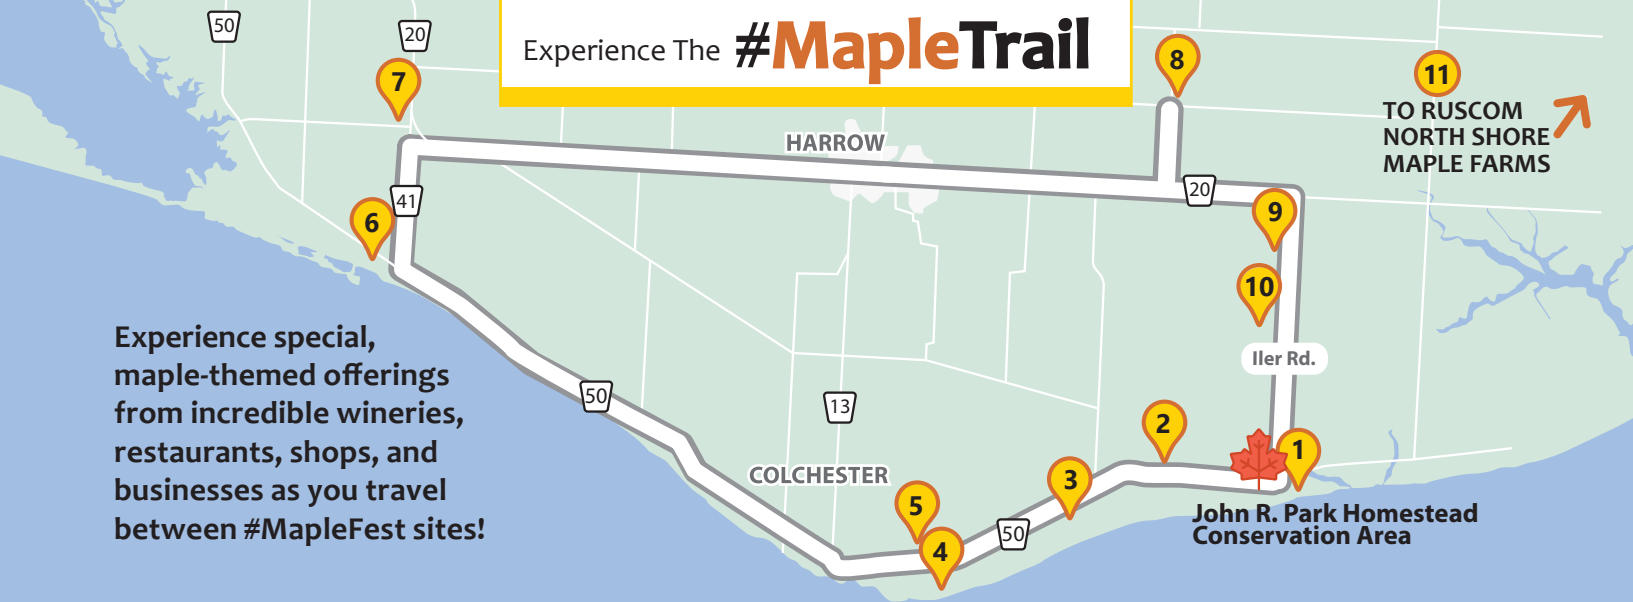 Experience The #MapleTrail
50
20
7
8
11
TO RUSCOM
NORTH SHORE
MAPLE FARMS
HARROW
41
20
6
9
10
Iler Rd.
Experience special,
maple-themed offerings
from incredible wineries,
restaurants, shops, and
businesses as you travel
between #MapleFest sites!
50
13
2
1
COLCHESTER
3
5
50
4
John R. Park Homestead
Conservation Area